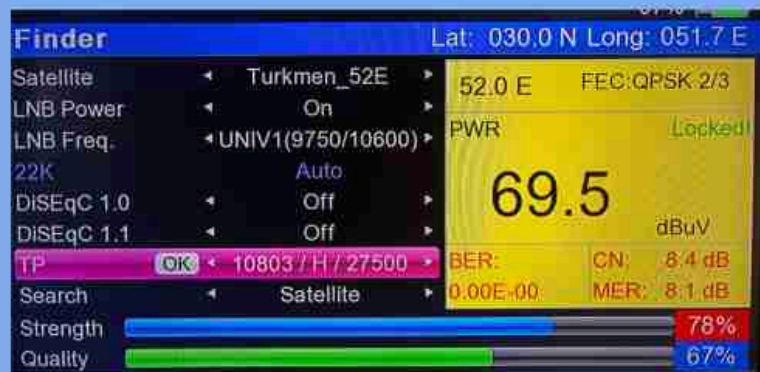 Finder
Lat: 030.0 N Long: 051.7 E
Satellite Turkmen_52E
LNB Power On
LNB Freq. UNIV1(9750/10600)
22K Auto
DiSEqC 1.0 Off
DiSEqC 1.1 Off
TP OK 10803 / H / 27500
Search Satellite
52.0 E FEC:QPSK 2/3
PWR Locked!
69.5
dBuV
BER: CN: 8.4 dB
0.00E-00 MER: 8.1 dB
Strength 78%
Quality 67%